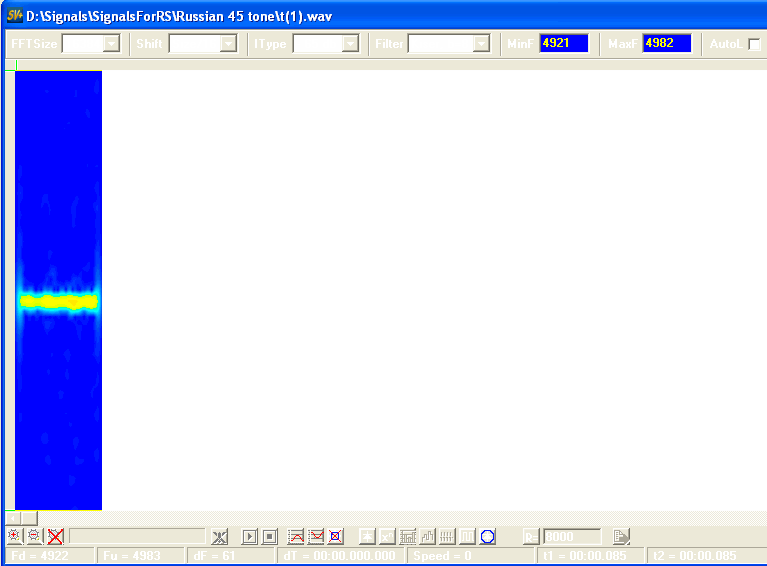 SV+ D:\Signals\SignalsForRS\Russian 45 tone\t(1).wav
FFTSize Shift IType Filter MinF 4921 MaxF 4982 AutoL
R= 8000
Fd = 4922 Fu = 4983 dF = 61 dT = 00:00.000.000 Speed = 0 t1 = 00:00.085 t2 = 00:00.085